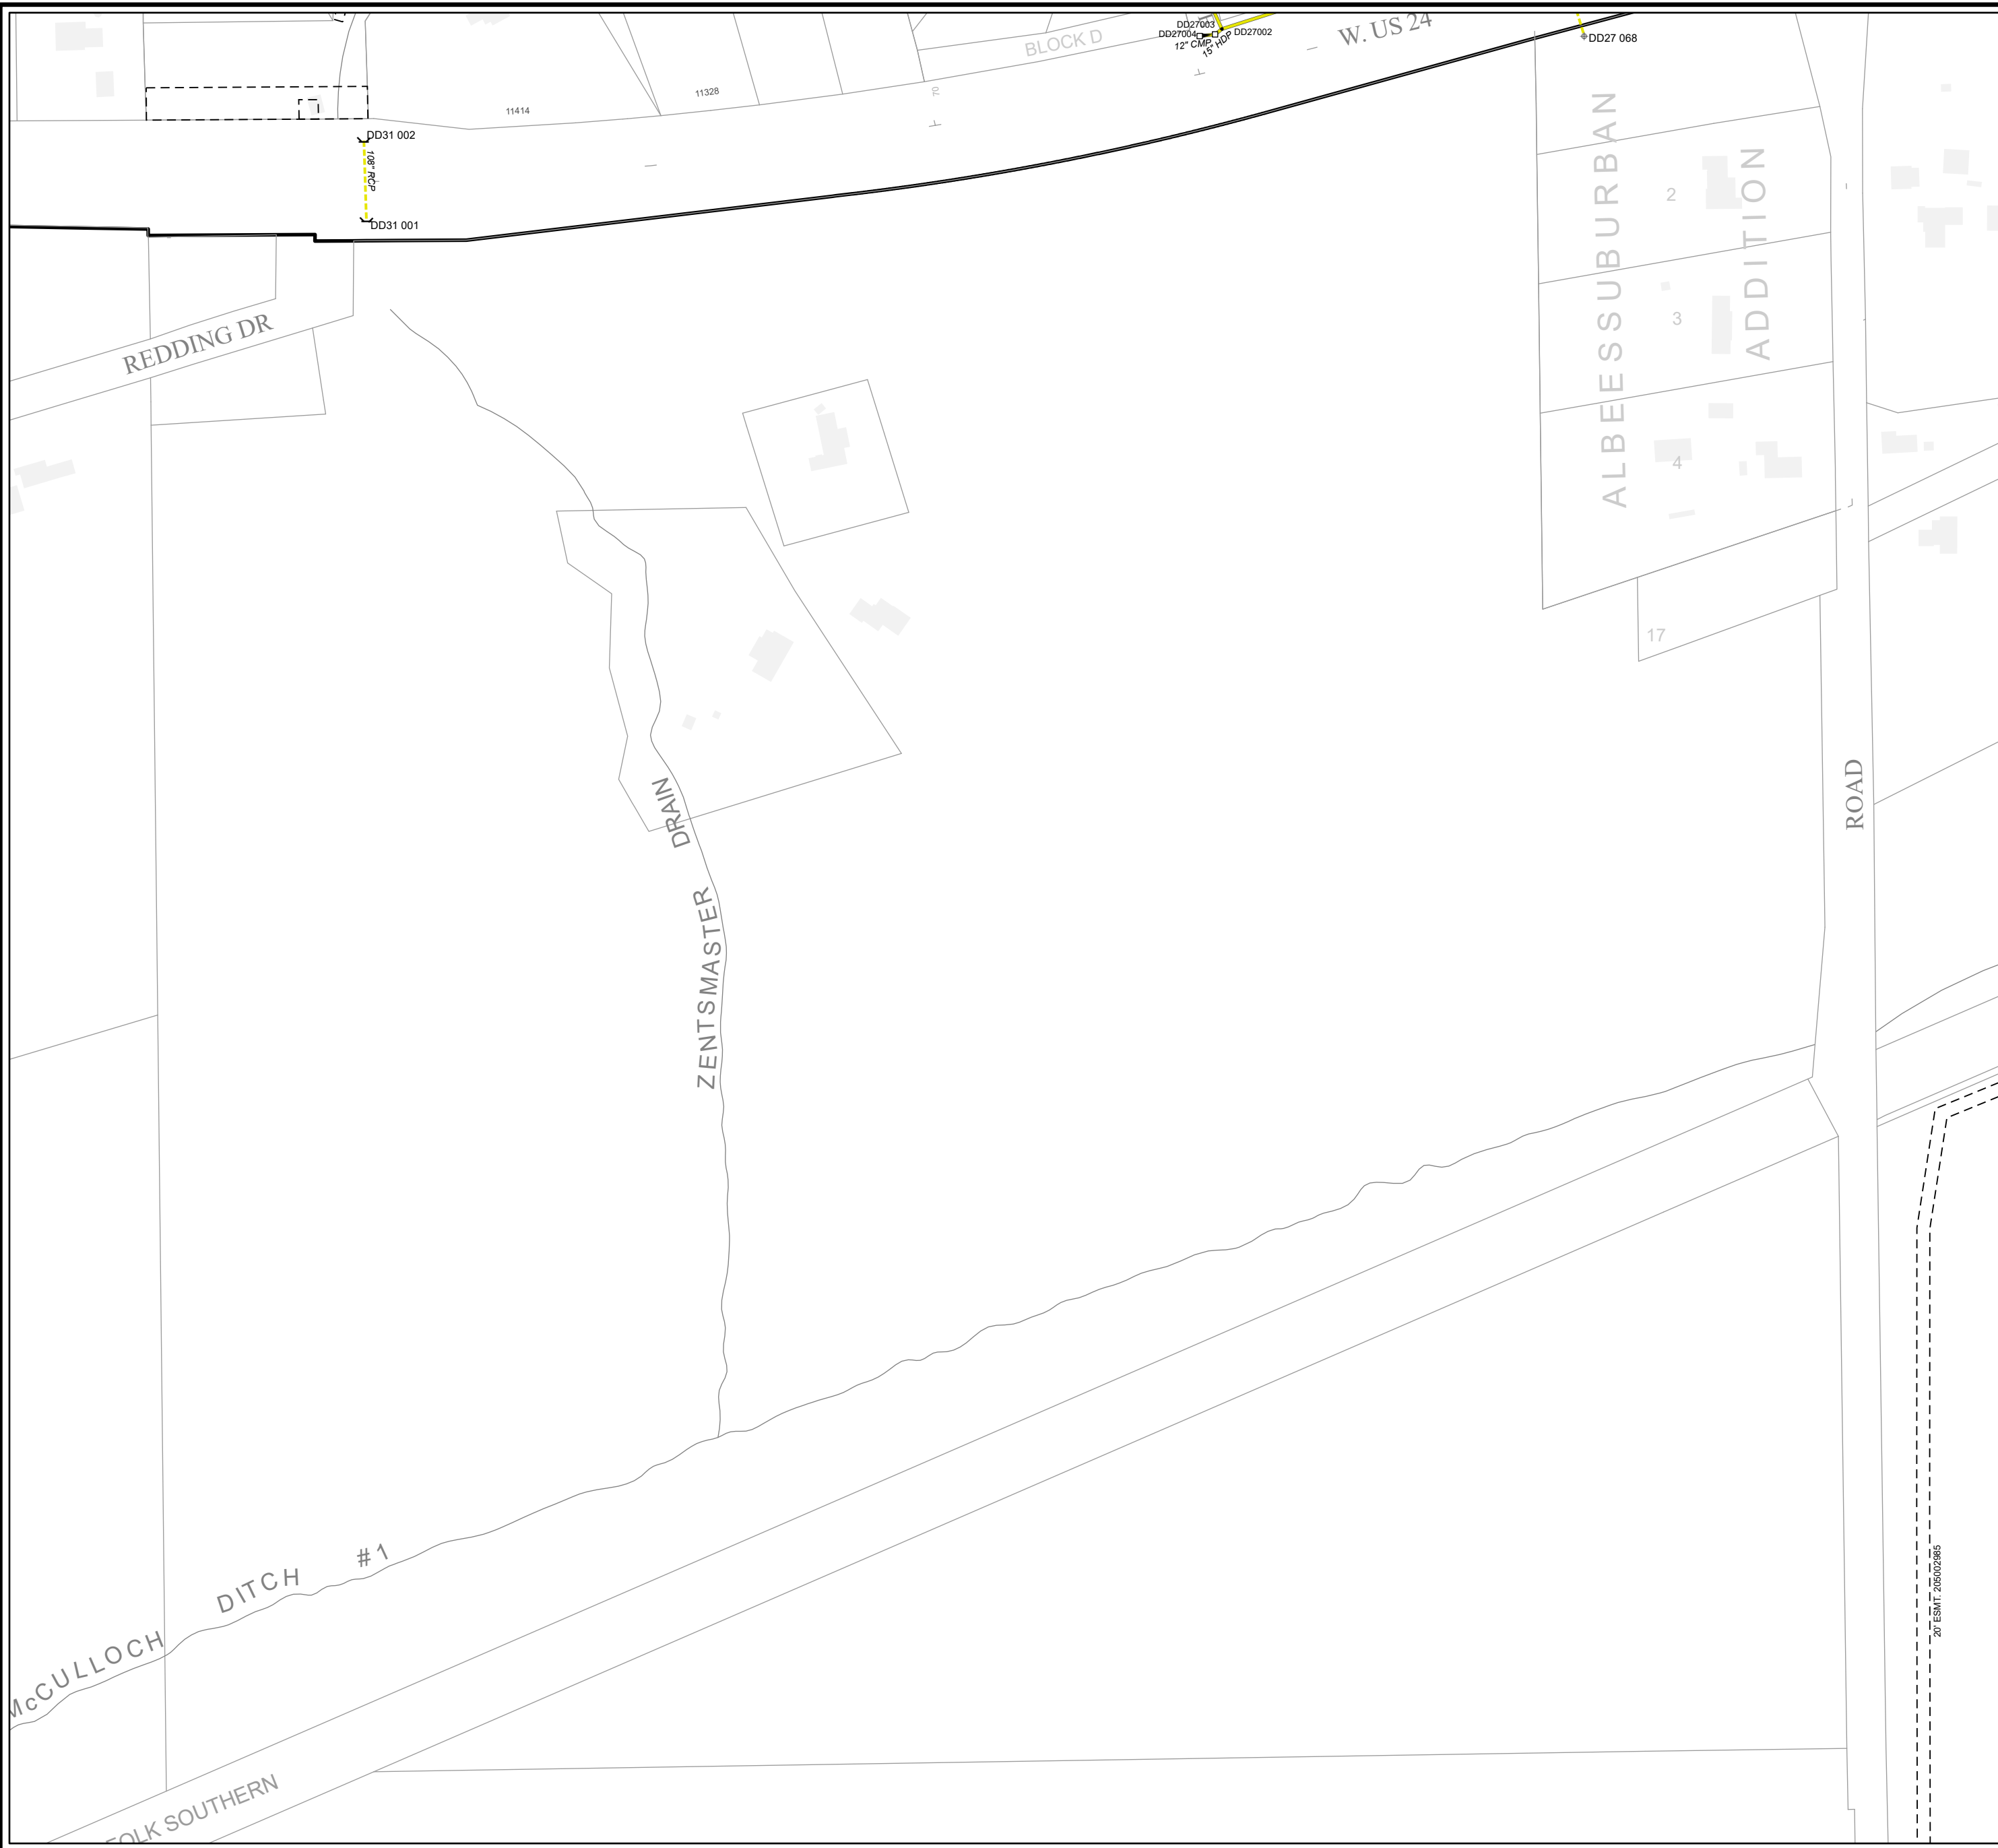 DD27003
DD27004
DD27002
12" CMP
15" HDP
W. US 24
DD27 068
BLOCK D
11328
11414
70
DD31 002
108" RCP
DD31 001
REDDING DR
ALBEESSUBURBAN
ADDITION
2
3
4
17
ROAD
ZENTSMASTER DRAIN
McCULLOCH DITCH #1
20' ESMT. 205002985
FOLK SOUTHERN